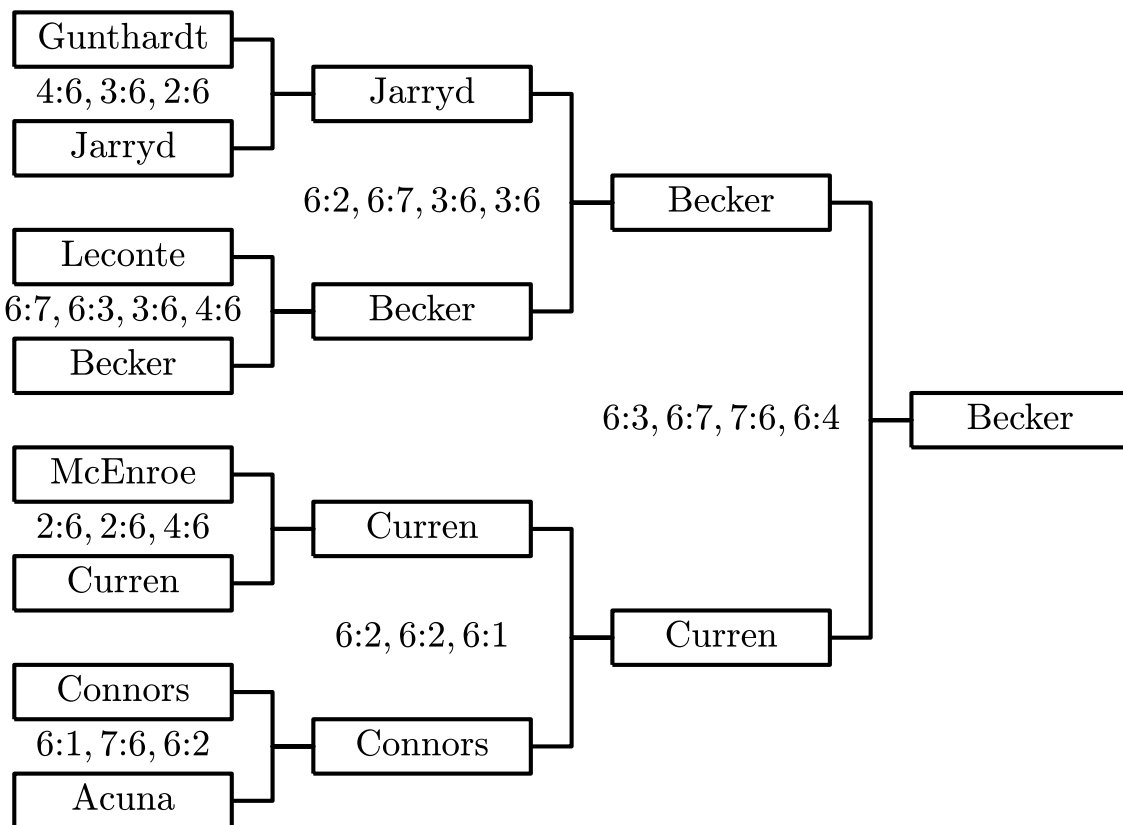 Gunthardt
4:6, 3:6, 2:6
Jarryd
Jarryd
6:2, 6:7, 3:6, 3:6
Becker
Leconte
6:7, 6:3, 3:6, 4:6
Becker
Becker
6:3, 6:7, 7:6, 6:4
Becker
McEnroe
2:6, 2:6, 4:6
Curren
Curren
6:2, 6:2, 6:1
Curren
Connors
6:1, 7:6, 6:2
Connors
Acuna